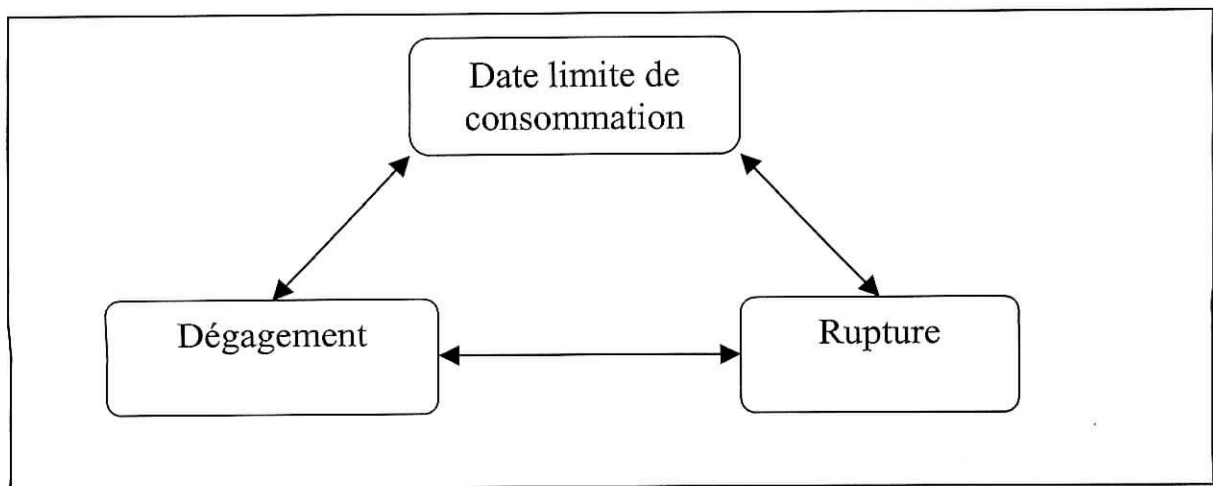 Date limite de
consommation
Dégagement
Rupture